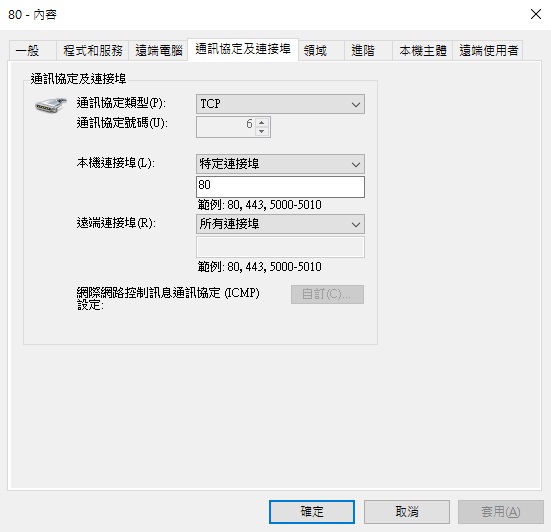 80 - 內容
一般 程式和服務 遠端電腦 通訊協定及連接埠 領域 進階 本機主體 遠端使用者
通訊協定及連接埠
通訊協定類型(P): TCP
通訊協定號碼(U): 6
本機連接埠(L): 特定連接埠
80
範例: 80, 443, 5000-5010
遠端連接埠(R): 所有連接埠
範例: 80, 443, 5000-5010
網際網路控制訊息通訊協定 (ICMP) 自訂(C)...
設定:
確定 取消 套用(A)